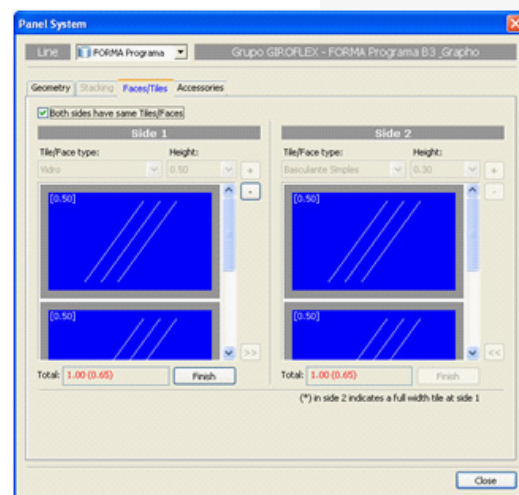 Panel System
Line FORMA Programa Grupo GIROFLEX - FORMA Programa B3_Grapho
Geometry Stacking Faces/Tiles Accessories
Both sides have same Tiles/Faces
Side 1
Tile/Face type: Height:
Vidro 0.50 +
-
[0.50]
[0.50]
>>
Total: 1.00 (0.65) Finish
Side 2
Tile/Face type: Height:
Basculante Simples 0.30 +
-
[0.50]
[0.50]
<<
Total: 1.00 (0.65) Finish
(*) in side 2 indicates a full width tile at side 1
Close